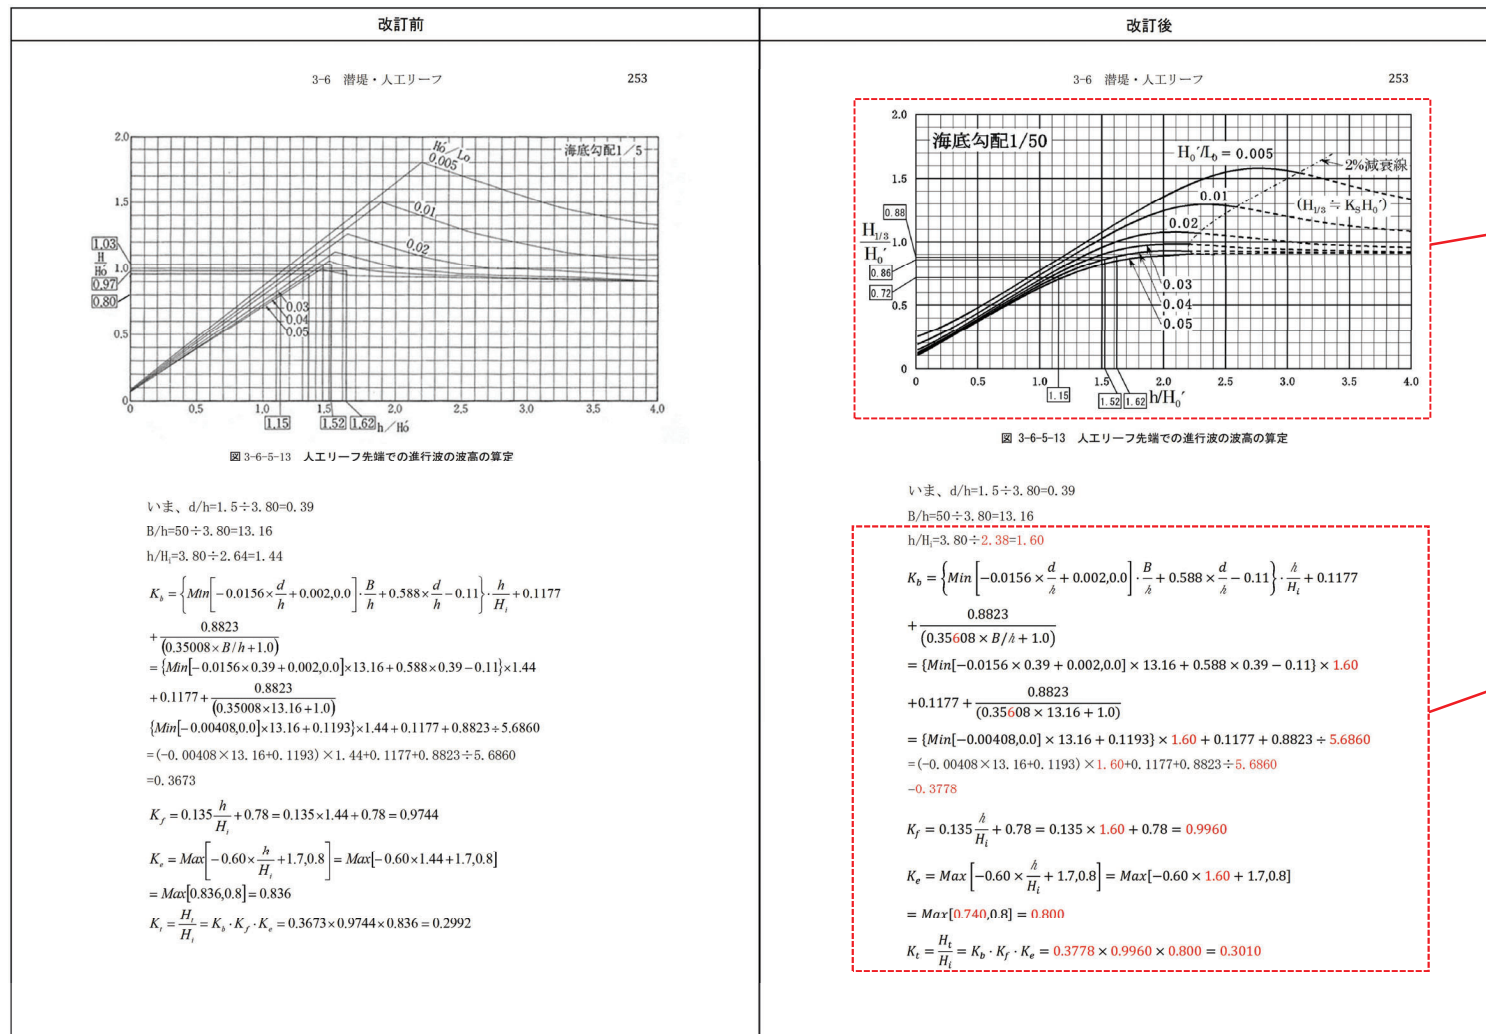 改訂前
3-6 潜堤・人工リーフ 253
2.0
1.5
1.03
H
H₀′
1.0
0.97
0.80
0.5
0
海底勾配1/5
H₀′/Lo
0.005
0.01
0.02
0.03
0.04
0.05
0 0.5 1.0 1.5 2.0 2.5 3.0 3.5 4.0
1.15 1.52 1.62 h/H₀′
図 3-6-5-13 人工リーフ先端での進行波の波高の算定
いま、d/h=1.5÷3.80=0.39
B/h=50÷3.80=13.16
h/Hi=3.80÷2.64=1.44
K_b = {Min[-0.0156×d/h+0.002,0.0]·B/h+0.588×d/h-0.11}·h/H_i+0.1177
+ 0.8823/(0.35008×B/h+1.0)
= {Min[-0.0156×0.39+0.002,0.0]×13.16+0.588×0.39-0.11}×1.44
+0.1177+ 0.8823/(0.35008×13.16+1.0)
{Min[-0.00408,0.0]×13.16+0.1193}×1.44+0.1177+0.8823÷5.6860
=(-0.00408×13.16+0.1193)×1.44+0.1177+0.8823÷5.6860
=0.3673
K_f = 0.135 h/H_i + 0.78 = 0.135×1.44+0.78 = 0.9744
K_e = Max[-0.60×h/H_i+1.7,0.8] = Max[-0.60×1.44+1.7,0.8]
= Max[0.836,0.8] = 0.836
K_t = H_t/H_i = K_b·K_f·K_e = 0.3673×0.9744×0.836 = 0.2992
改訂後
3-6 潜堤・人工リーフ 253
2.0
1.5
0.88
H₁/₃
H₀′
1.0
0.86
0.72
0.5
0
海底勾配1/50
H₀′/L₀ = 0.005
2%減衰線
0.01
(H₁/₃≒KsH₀′)
0.02
0.03
0.04
0.05
0 0.5 1.0 1.5 2.0 2.5 3.0 3.5 4.0
1.15 1.52 1.62 h/H₀′
図 3-6-5-13 人工リーフ先端での進行波の波高の算定
いま、d/h=1.5÷3.80=0.39
B/h=50÷3.80=13.16
h/Hi=3.80÷2.38=1.60
K_b = {Min[-0.0156×d/h+0.002,0.0]·B/h+0.588×d/h-0.11}·h/H_i+0.1177
+ 0.8823/(0.35608×B/h+1.0)
= {Min[-0.0156×0.39+0.002,0.0]×13.16+0.588×0.39-0.11}×1.60
+0.1177+ 0.8823/(0.35608×13.16+1.0)
= {Min[-0.00408,0.0]×13.16+0.1193}×1.60+0.1177+0.8823÷5.6860
=(-0.00408×13.16+0.1193)×1.60+0.1177+0.8823÷5.6860
=0.3778
K_f = 0.135 h/H_i + 0.78 = 0.135×1.60+0.78 = 0.9960
K_e = Max[-0.60×h/H_i+1.7,0.8] = Max[-0.60×1.60+1.7,0.8]
= Max[0.740,0.8] = 0.800
K_t = H_t/H_i = K_b·K_f·K_e = 0.3778×0.9960×0.800 = 0.3010